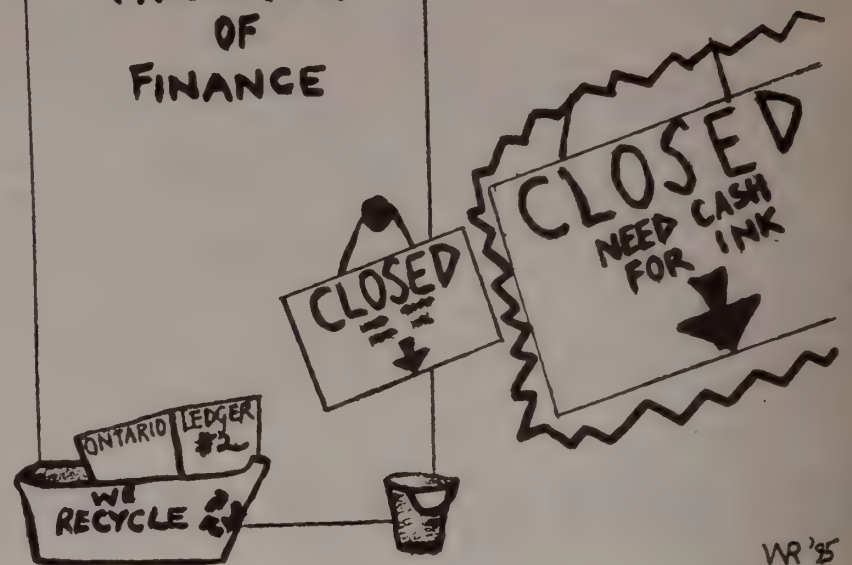 OF
FINANCE
CLOSED
NEED CASH
FOR INK
CLOSED
ONTARIO
LEDGER
#2
WE
RECYCLE
WR '95